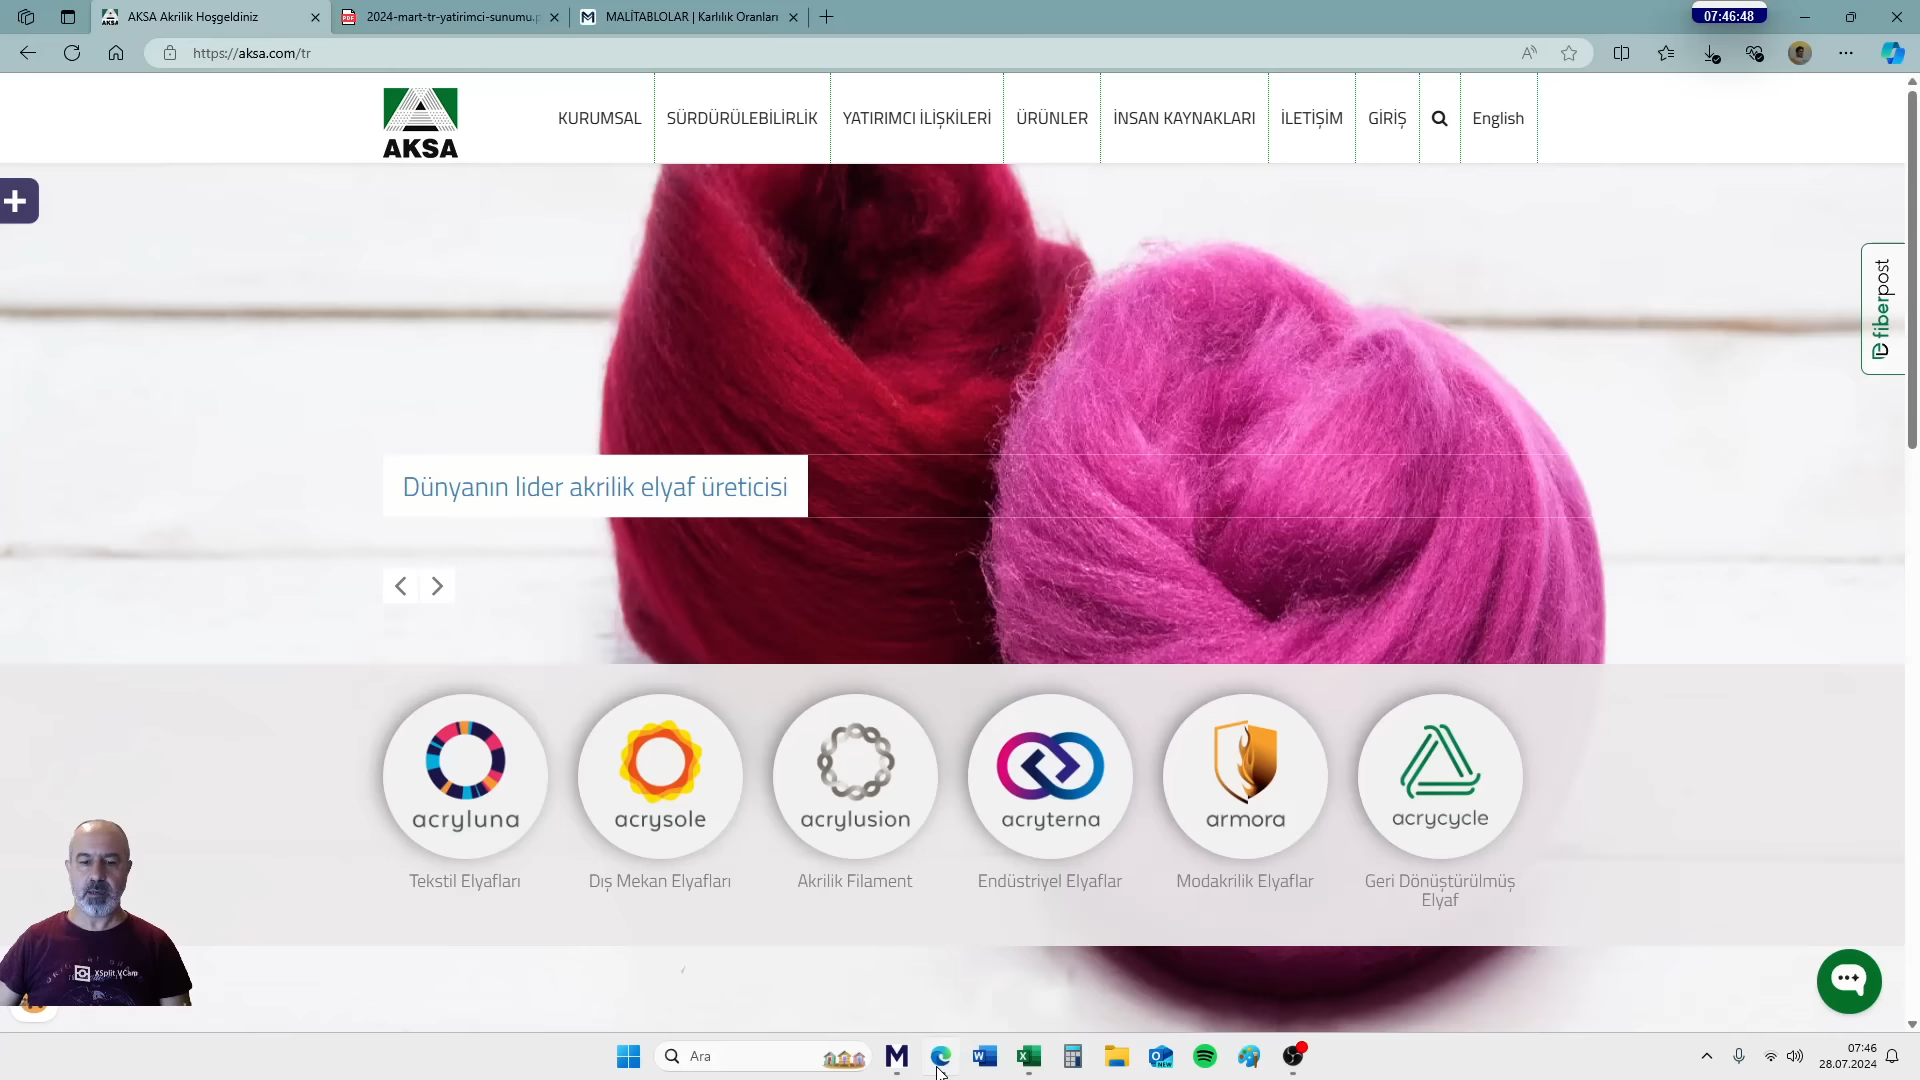 AKSA Akrilik Hoşgeldiniz
2024-mart-tr-yatirimci-sunumu.p
MALİTABLOLAR | Karlılık Oranları
07:46:48
https://aksa.com/tr
AKSA
KURUMSAL
SÜRDÜRÜLEBİLİRLİK
YATIRIMCI İLİŞKİLERİ
ÜRÜNLER
İNSAN KAYNAKLARI
İLETİŞİM
GİRİŞ
English
fiberpost
Dünyanın lider akrilik elyaf üreticisi
acryluna
acrysole
acrylusion
acryterna
armora
acrycycle
Tekstil Elyafları
Dış Mekan Elyafları
Akrilik Filament
Endüstriyel Elyaflar
Modakrilik Elyaflar
Geri Dönüştürülmüş
Elyaf
XSplit VCam
Ara
07:46
28.07.2024